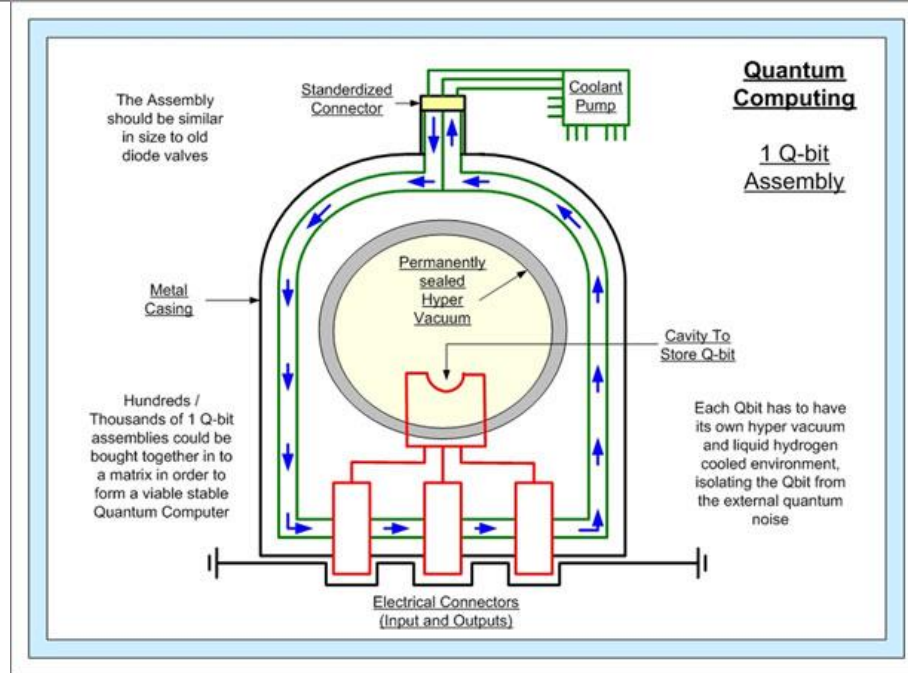 Quantum
Computing
1 Q-bit
Assembly
The Assembly
should be similar
in size to old
diode valves
Standerdized
Connector
Coolant
Pump
Permanently
sealed
Hyper
Vacuum
Metal
Casing
Cavity To
Store Q-bit
Hundreds /
Thousands of 1 Q-bit
assemblies could be
bought together in to
a matrix in order to
form a viable stable
Quantum Computer
Each Qbit has to have
its own hyper vacuum
and liquid hydrogen
cooled environment,
isolating the Qbit from
the external quantum
noise
Electrical Connectors
(Input and Outputs)